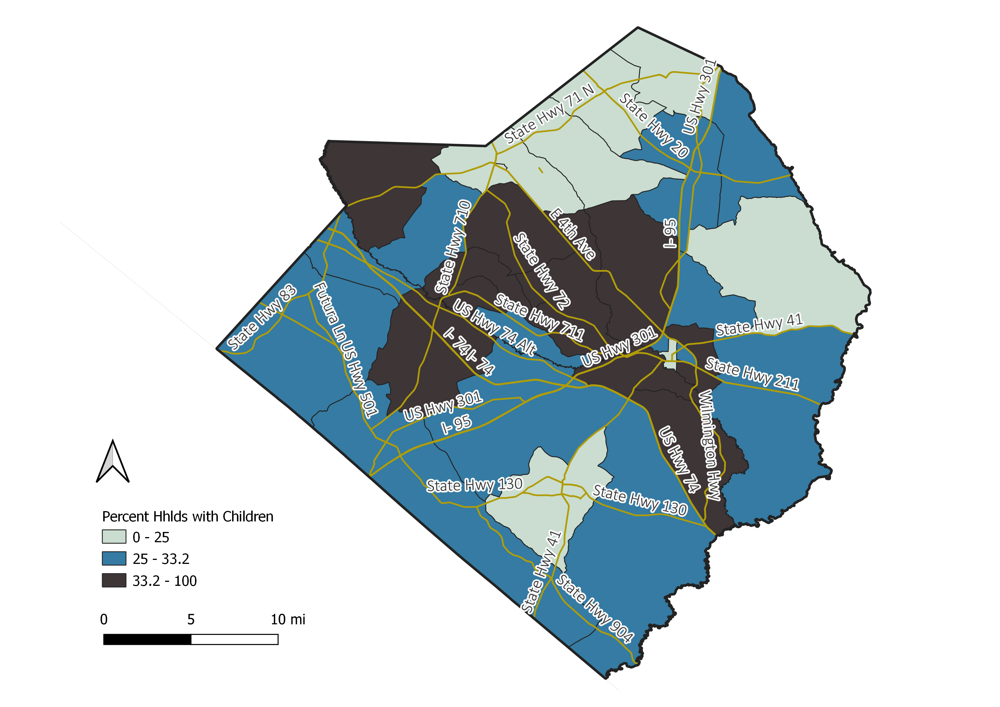 US Hwy 301
State Hwy 71 N
State Hwy 20
State Hwy 710
E 4th Ave
I- 95
State Hwy 72
State Hwy 83
Futura Ln US Hwy 501
State Hwy 711
US Hwy 74 Alt
I- 74 I- 74
US Hwy 301
State Hwy 41
State Hwy 211
US Hwy 301
I- 95
Wilmington Hwy
US Hwy 74
State Hwy 130
State Hwy 130
State Hwy 41
State Hwy 904
Percent Hhlds with Children
0 - 25
25 - 33.2
33.2 - 100
0 5 10 mi